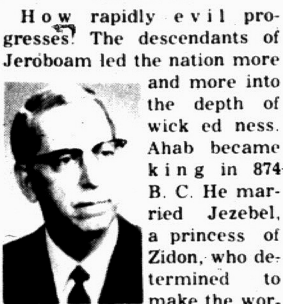 How rapidly evil pro-
gresses! The descendants of
Jeroboam led the nation more
and more into
the depth of
wick ed ness.
Ahab became
king in 874
B. C. He mar-
ried Jezebel,
a princess of
Zidon, who de-
termined to
make the wor-